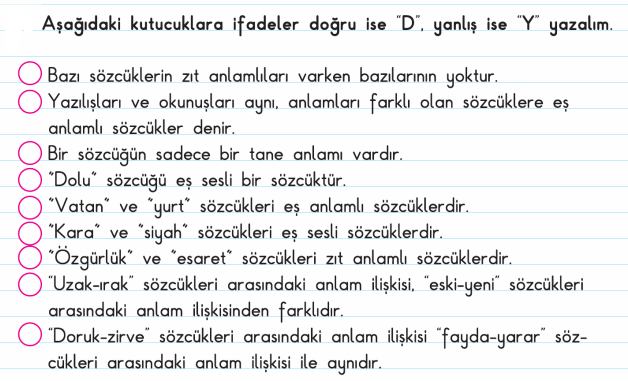 Aşağıdaki kutucuklara ifadeler doğru ise “D”, yanlış ise “Y” yazalım.
Bazı sözcüklerin zıt anlamlıları varken bazılarının yoktur.
Yazılışları ve okunuşları aynı, anlamları farklı olan sözcüklere eş
anlamlı sözcükler denir.
Bir sözcüğün sadece bir tane anlamı vardır.
“Dolu” sözcüğü eş sesli bir sözcüktür.
“Vatan” ve “yurt” sözcükleri eş anlamlı sözcüklerdir.
“Kara” ve “siyah” sözcükleri eş sesli sözcüklerdir.
“Özgürlük” ve “esaret” sözcükleri zıt anlamlı sözcüklerdir.
“Uzak-ırak” sözcükleri arasındaki anlam ilişkisi, “eski-yeni” sözcükleri
arasındaki anlam ilişkisinden farklıdır.
“Doruk-zirve” sözcükleri arasındaki anlam ilişkisi “fayda-yarar” söz-
cükleri arasındaki anlam ilişkisi ile aynıdır.